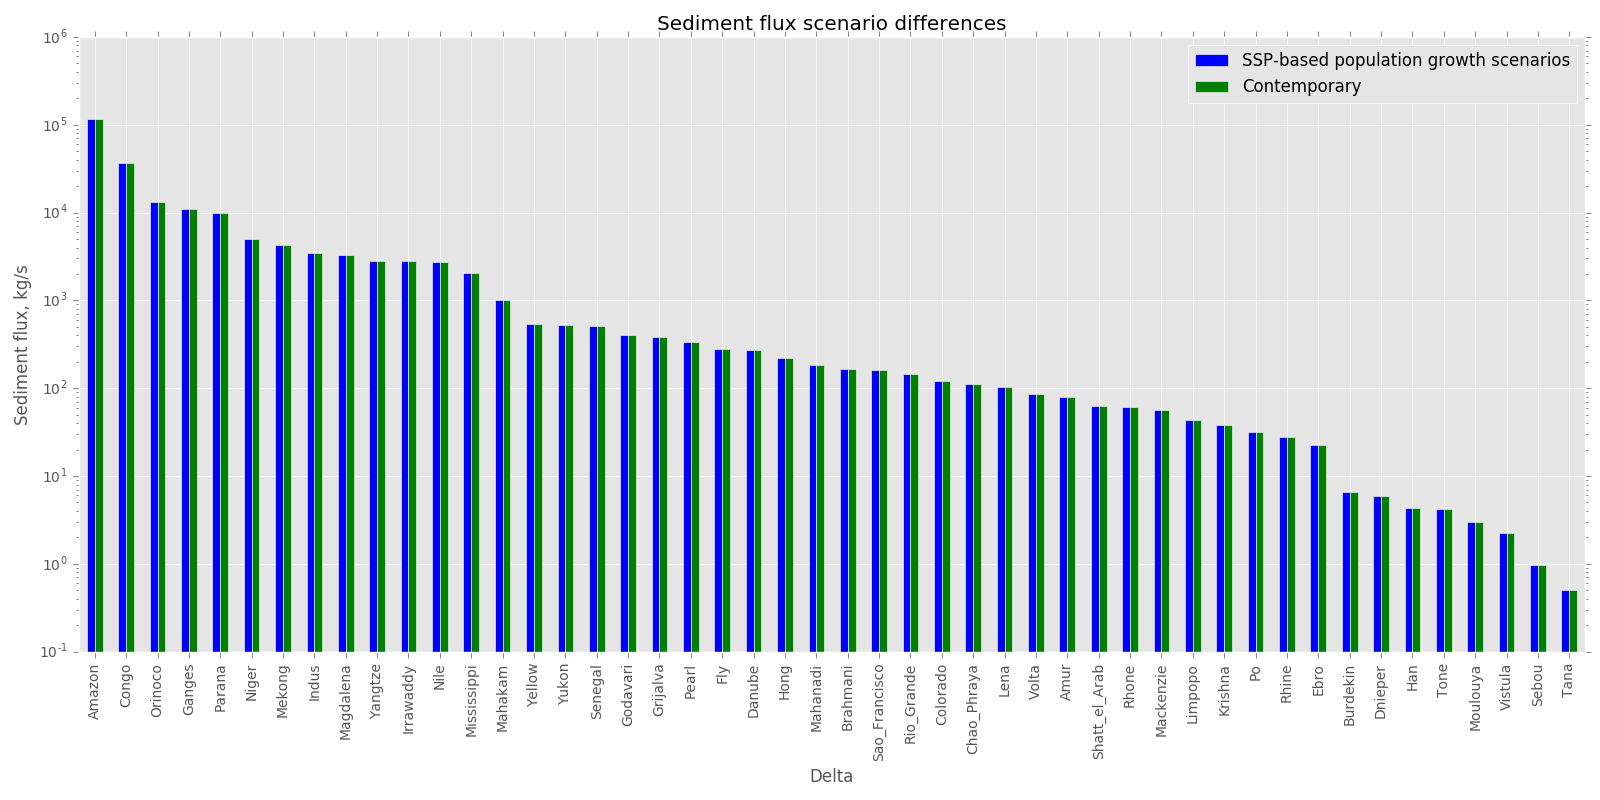 Sediment flux scenario differences
SSP-based population growth scenarios
Contemporary
Sediment flux, kg/s
10^6
10^5
10^4
10^3
10^2
10^1
10^0
10^-1
Amazon
Congo
Orinoco
Ganges
Parana
Niger
Mekong
Indus
Magdalena
Yangtze
Irrawaddy
Nile
Mississippi
Mahakam
Yellow
Yukon
Senegal
Godavari
Grijalva
Pearl
Fly
Danube
Hong
Mahanadi
Brahmani
Sao_Francisco
Rio_Grande
Colorado
Chao_Phraya
Lena
Volta
Amur
Shatt_el_Arab
Rhone
Mackenzie
Limpopo
Krishna
Po
Rhine
Ebro
Burdekin
Dnieper
Han
Tone
Moulouya
Vistula
Sebou
Tana
Delta